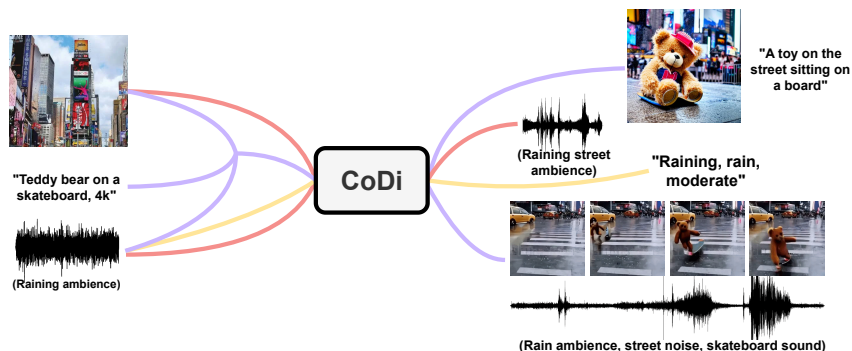 "Teddy bear on a
skateboard, 4k"
(Raining ambience)
CoDi
"A toy on the
street sitting on
a board"
(Raining street
ambience)
"Raining, rain,
moderate"
(Rain ambience, street noise, skateboard sound)